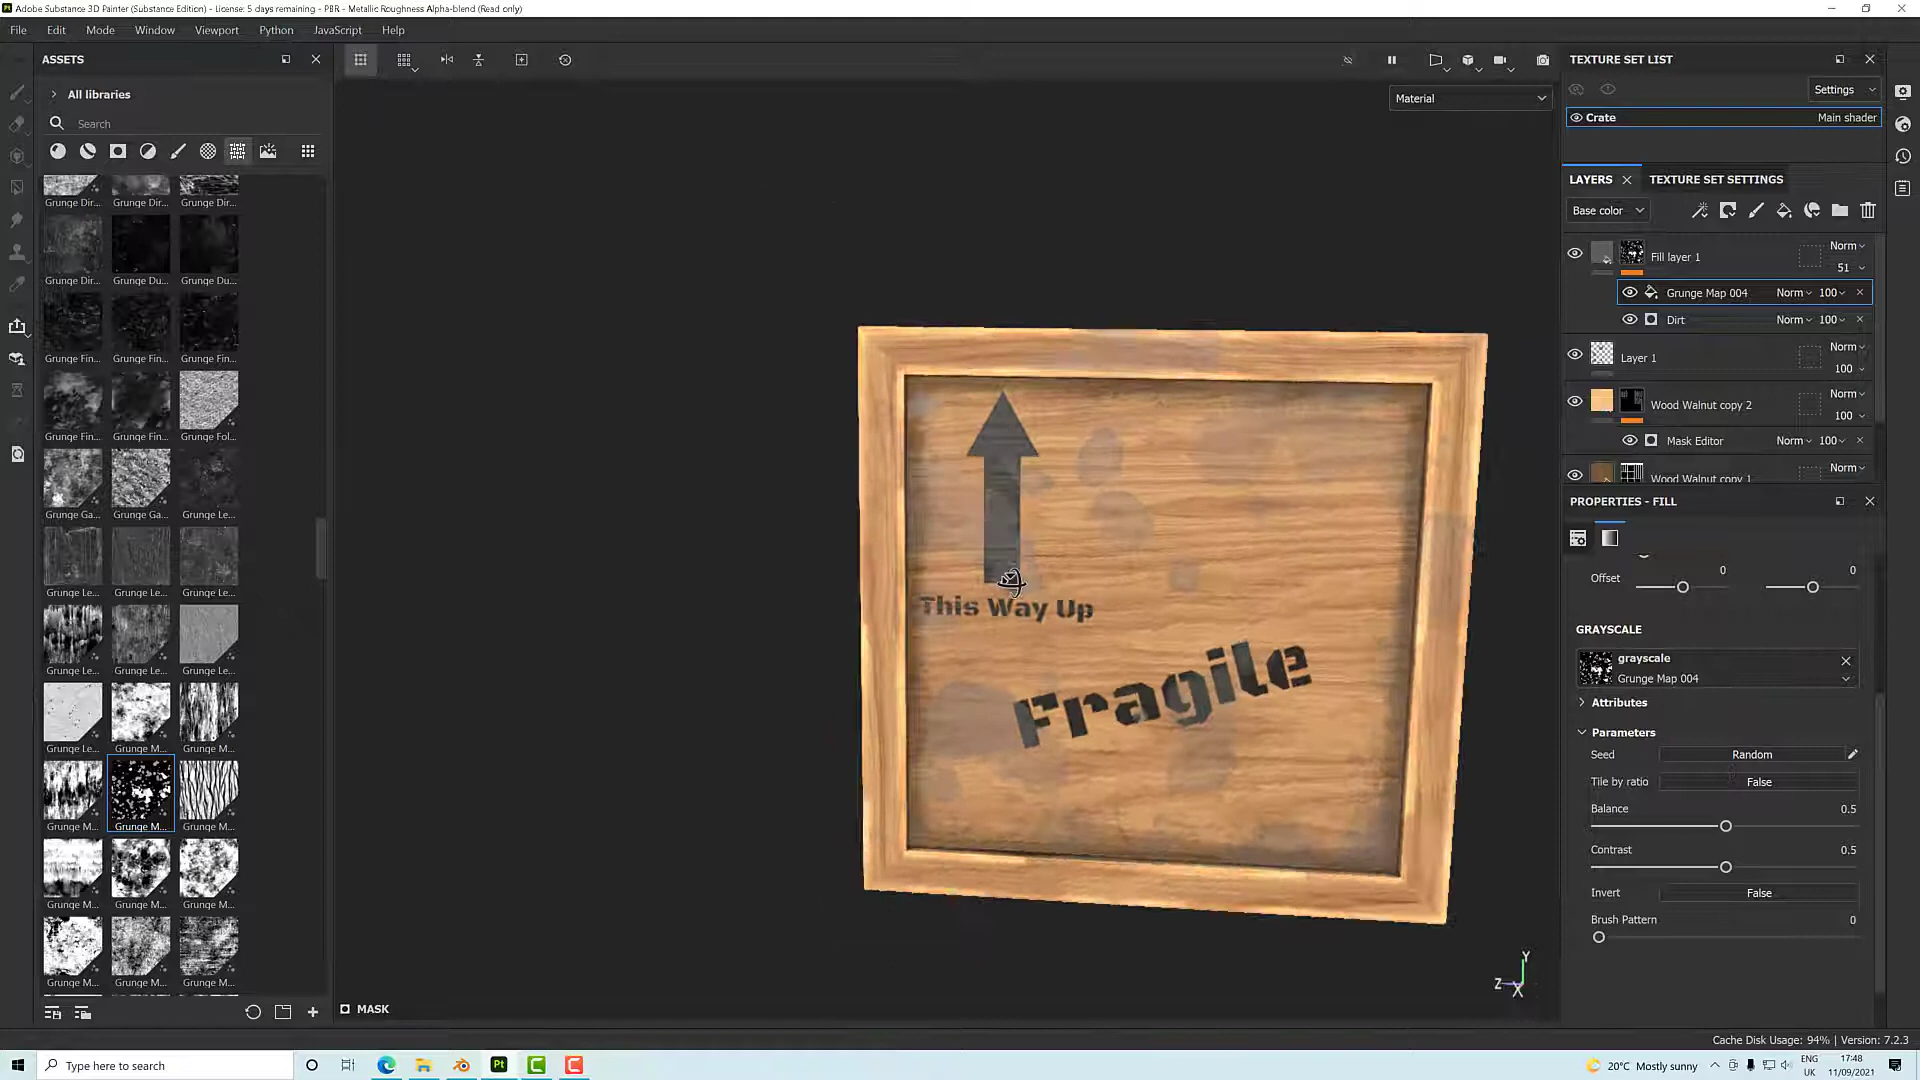 Adobe Substance 3D Painter (Substance Edition) - License: 5 days remaining - PBR - Metallic Roughness Alpha-blend (Read only)
File Edit Mode Window Viewport Python JavaScript Help
ASSETS
All libraries
Search
Grunge Dir... Grunge Dir... Grunge Dir...
Grunge Dir... Grunge Du... Grunge Du...
Grunge Fin... Grunge Fin... Grunge Fin...
Grunge Fin... Grunge Fin... Grunge Fol...
Grunge Ga... Grunge Ga... Grunge Le...
Grunge Le... Grunge Le... Grunge Le...
Grunge Le... Grunge Le... Grunge Le...
Grunge Le... Grunge M... Grunge M...
Grunge M... Grunge M... Grunge M...
Grunge M... Grunge M... Grunge M...
Grunge M... Grunge M... Grunge M...
Material
This Way Up
Fragile
Y
Z X
MASK
TEXTURE SET LIST
Settings
Crate Main shader
LAYERS TEXTURE SET SETTINGS
Base color
Fill layer 1 Norm
51
Grunge Map 004 Norm 100
Dirt Norm 100
Layer 1 Norm
100
Wood Walnut copy 2 Norm
100
Mask Editor Norm 100
Wood Walnut copy 1 Norm
PROPERTIES - FILL
Offset 0 0
GRAYSCALE
grayscale
Grunge Map 004
Attributes
Parameters
Seed Random
Tile by ratio False
Balance 0.5
Contrast 0.5
Invert False
Brush Pattern 0
Cache Disk Usage: 94% | Version: 7.2.3
Type here to search
Pt
20°C Mostly sunny
ENG
UK
17:48
11/09/2021